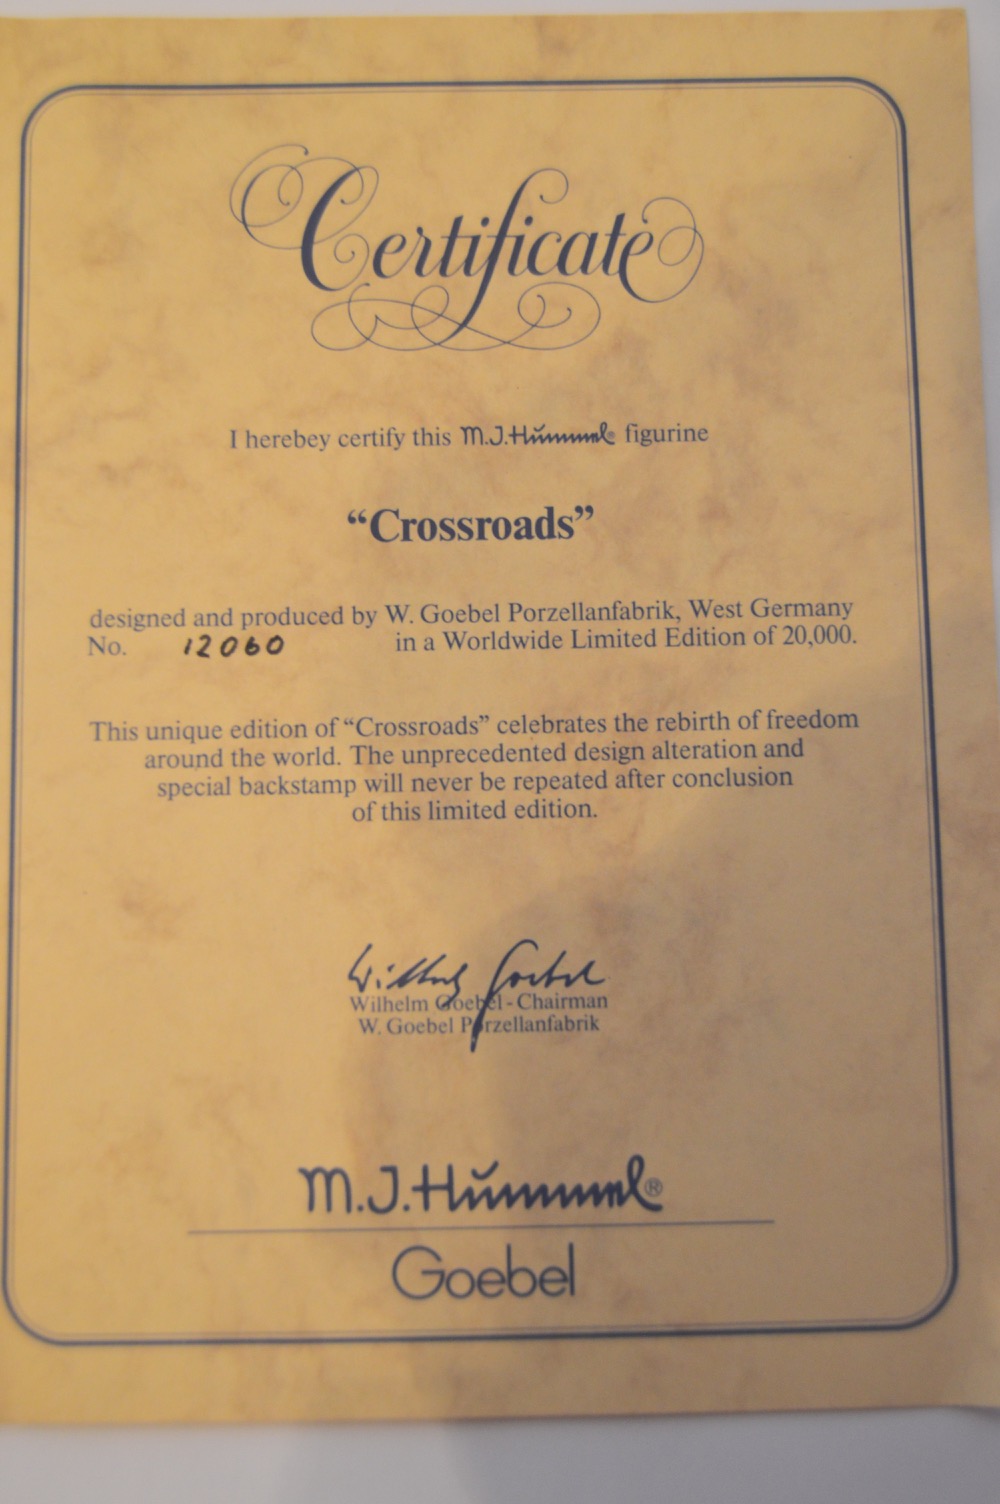 Certificate
I herebey certify this M.J.Hummel® figurine
“Crossroads”
designed and produced by W. Goebel Porzellanfabrik, West Germany
No. 12060 in a Worldwide Limited Edition of 20,000.
This unique edition of “Crossroads” celebrates the rebirth of freedom
around the world. The unprecedented design alteration and
special backstamp will never be repeated after conclusion
of this limited edition.
Wilhelm Goebel
Wilhelm Goebel - Chairman
W. Goebel Porzellanfabrik
M.J.Hummel®
Goebel